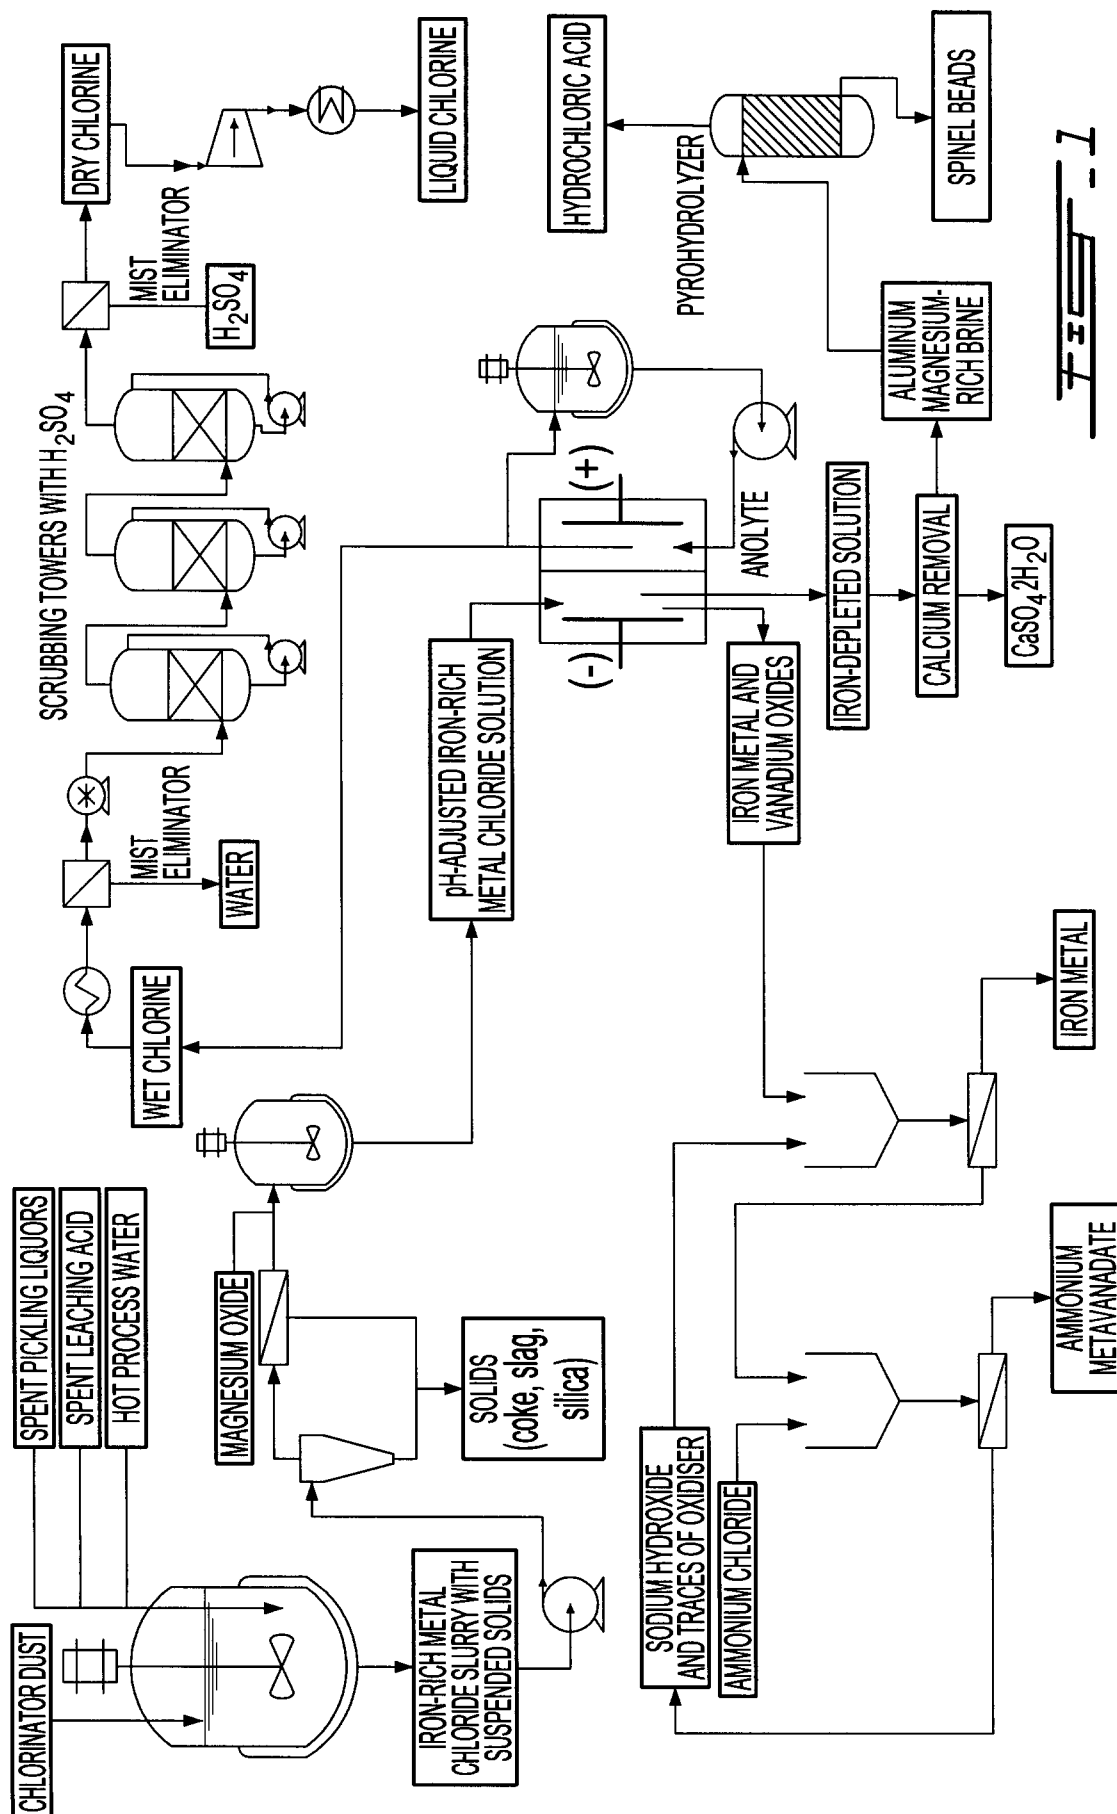 CHLORINATOR DUST
SPENT PICKLING LIQUORS
SPENT LEACHING ACID
HOT PROCESS WATER
IRON-RICH METAL
CHLORIDE SLURRY WITH
SUSPENDED SOLIDS
MAGNESIUM OXIDE
SOLIDS
(coke, slag,
silica)
WET CHLORINE
MIST
ELIMINATOR
WATER
SCRUBBING TOWERS WITH H₂SO₄
MIST
ELIMINATOR
H₂SO₄
DRY CHLORINE
LIQUID CHLORINE
pH-ADJUSTED IRON-RICH
METAL CHLORIDE SOLUTION
(-)
(+)
ANOLYTE
IRON METAL AND
VANADIUM OXIDES
IRON-DEPLETED SOLUTION
CALCIUM REMOVAL
CaSO₄2H₂O
ALUMINUM
MAGNESIUM-
RICH BRINE
PYROHYDROLYZER
HYDROCHLORIC ACID
SPINEL BEADS
SODIUM HYDROXIDE
AND TRACES OF OXIDISER
AMMONIUM CHLORIDE
IRON METAL
AMMONIUM
METAVANADATE
FIG. - 1